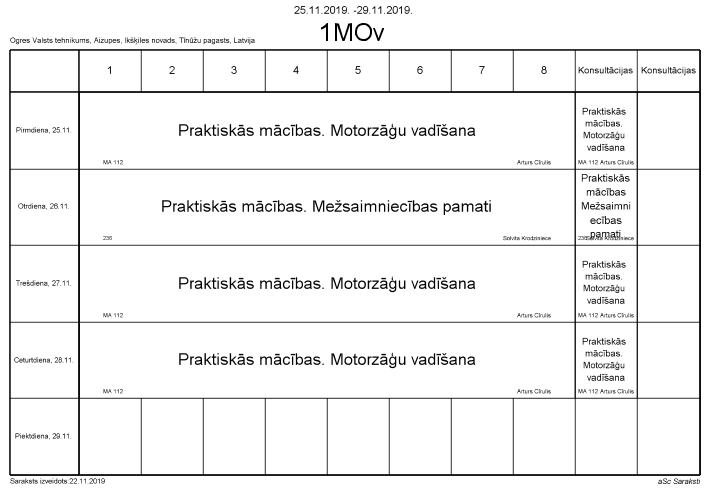 25.11.2019. -29.11.2019.
1MOv
Ogres Valsts tehnikums, Aizupes, Ikšķiles novads, Tīnūžu pagasts, Latvija
1 2 3 4 5 6 7 8 Konsultācijas Konsultācijas
Pirmdiena, 25.11.
Praktiskās mācības. Motorzāģu vadīšana
MA 112 Arturs Cīrulis
Praktiskās
mācības.
Motorzāģu
vadīšana
MA 112 Arturs Cīrulis
Otrdiena, 26.11.
Praktiskās mācības. Mežsaimniecības pamati
236 Solvita Krodziniece
Praktiskās
mācības
Mežsaimni
ecības
pamati
236 Solvita Krodziniece
Trešdiena, 27.11.
Praktiskās mācības. Motorzāģu vadīšana
MA 112 Arturs Cīrulis
Praktiskās
mācības.
Motorzāģu
vadīšana
MA 112 Arturs Cīrulis
Ceturtdiena, 28.11.
Praktiskās mācības. Motorzāģu vadīšana
MA 112 Arturs Cīrulis
Praktiskās
mācības.
Motorzāģu
vadīšana
MA 112 Arturs Cīrulis
Piektdiena, 29.11.
Saraksts izveidots:22.11.2019 aSc Saraksti